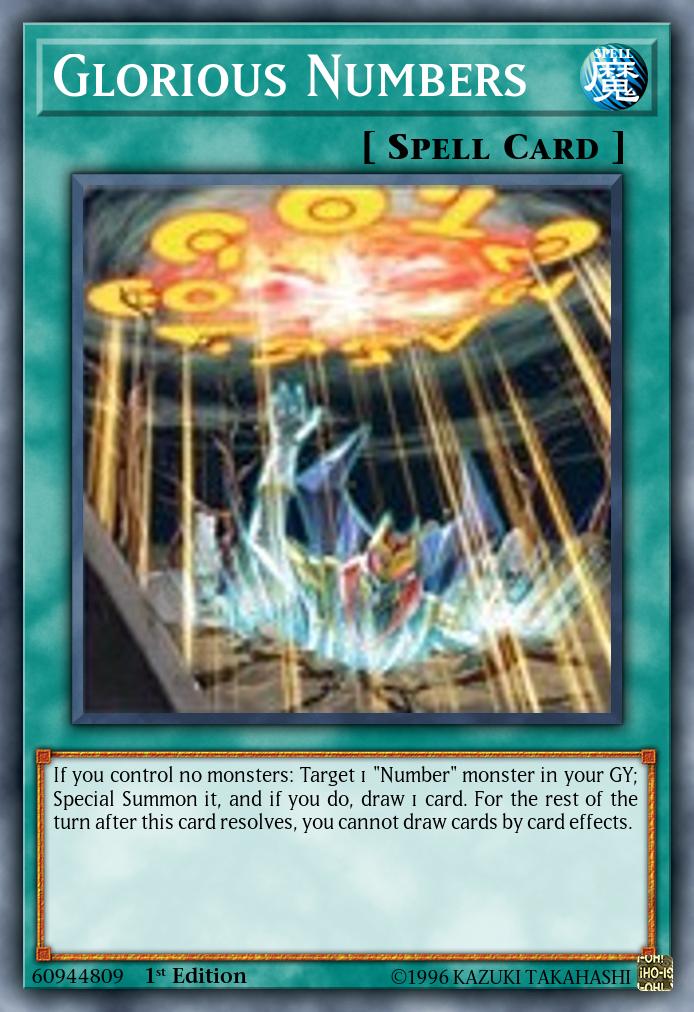 GLORIOUS NUMBERS
SPELL
魔
[ SPELL CARD ]
If you control no monsters: Target 1 "Number" monster in your GY;
Special Summon it, and if you do, draw 1 card. For the rest of the
turn after this card resolves, you cannot draw cards by card effects.
60944809 1st Edition ©1996 KAZUKI TAKAHASHI